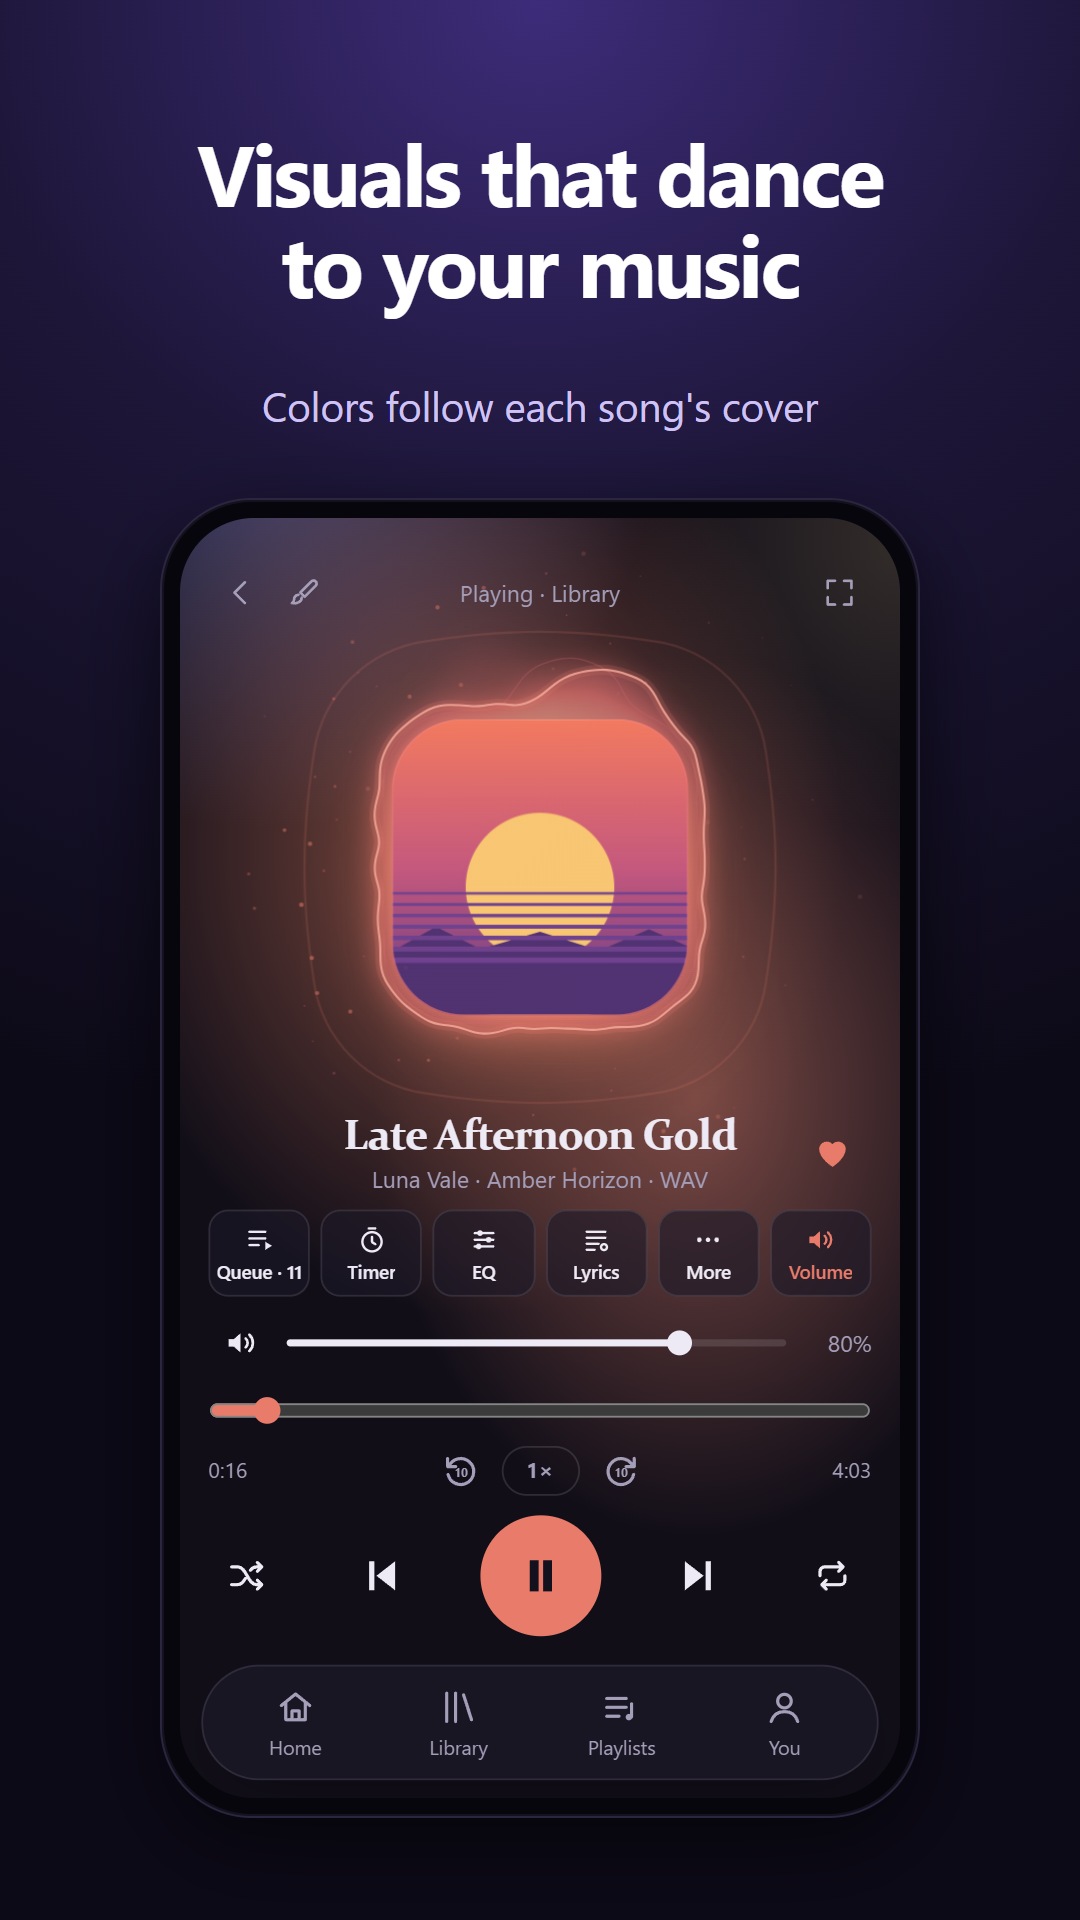 Visuals that dance
to your music
Colors follow each song's cover
Playing · Library
Late Afternoon Gold
Luna Vale · Amber Horizon · WAV
Queue · 11 Timer EQ Lyrics More Volume
80%
0:16 10 1× 10 4:03
Home Library Playlists You